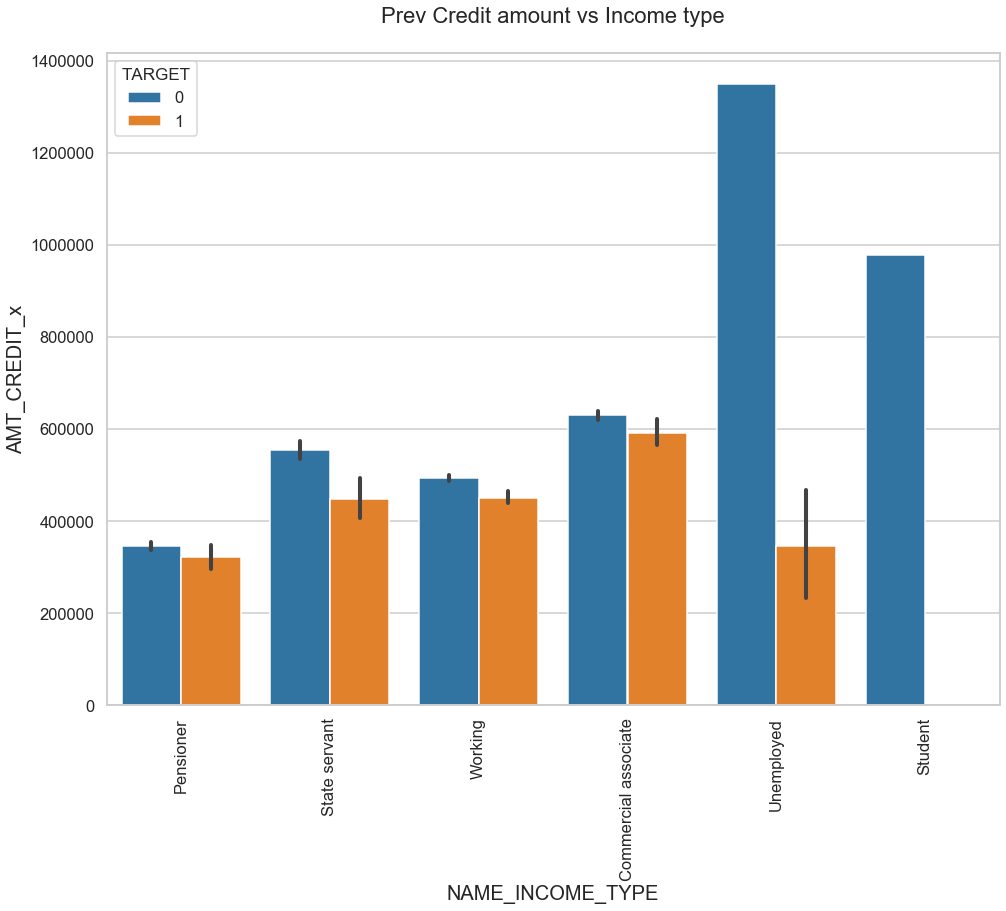 Prev Credit amount vs Income type
1400000
1200000
1000000
800000
600000
400000
200000
0
AMT_CREDIT_x
TARGET
0
1
Pensioner
State servant
Working
Commercial associate
Unemployed
Student
NAME_INCOME_TYPE